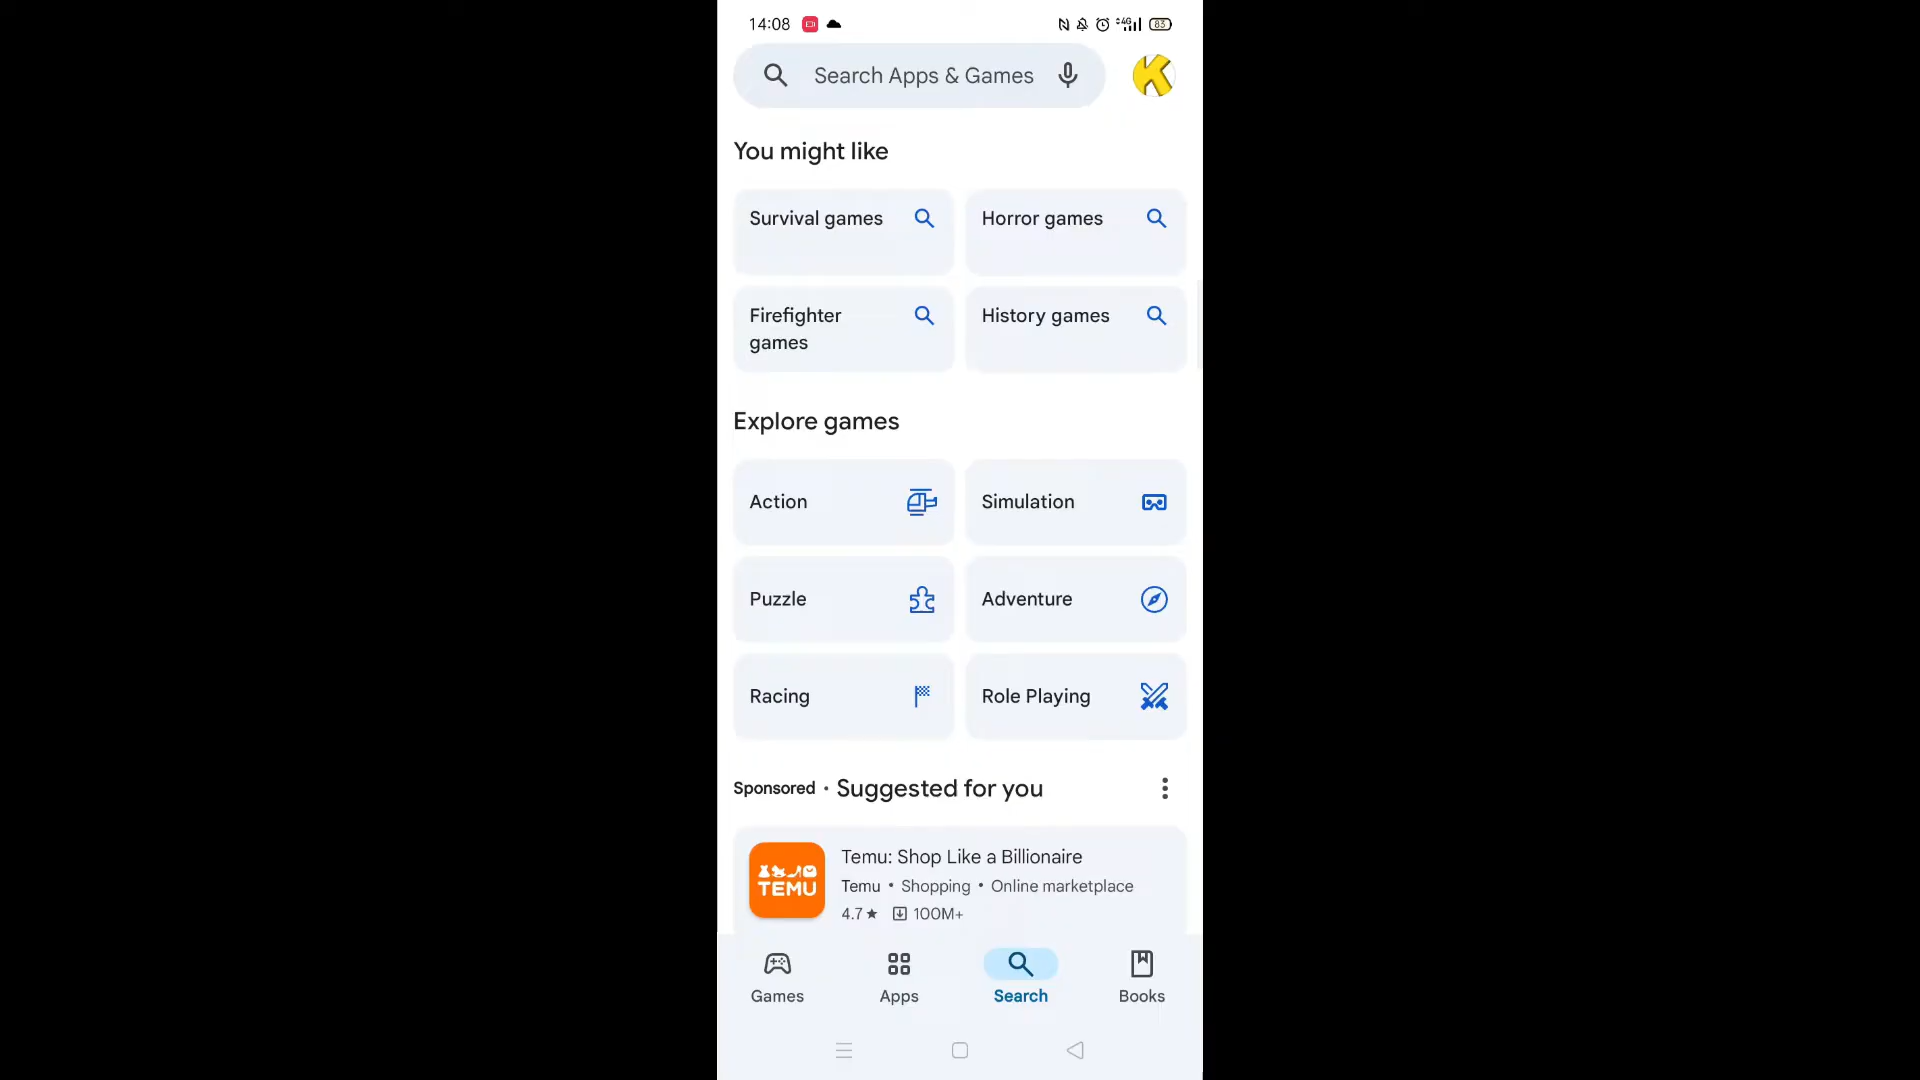 14:08
4G
83
Search Apps & Games
You might like
Survival games
Horror games
Firefighter
games
History games
Explore games
Action
Simulation
Puzzle
Adventure
Racing
Role Playing
Sponsored • Suggested for you
TEMU
Temu: Shop Like a Billionaire
Temu • Shopping • Online marketplace
4.7★ 100M+
Games
Apps
Search
Books